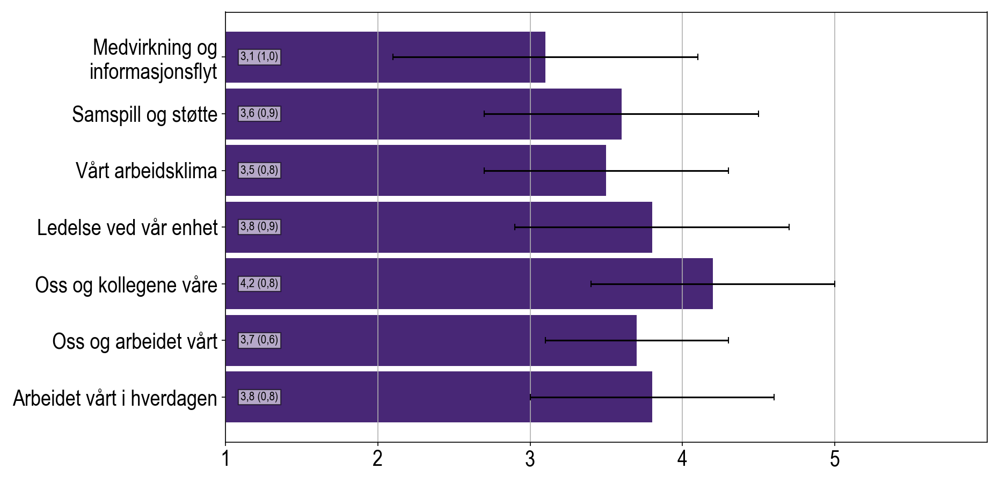 Medvirkning og
informasjonsflyt
3,1 (1,0)
Samspill og støtte
3,6 (0,9)
Vårt arbeidsklima
3,5 (0,8)
Ledelse ved vår enhet
3,8 (0,9)
Oss og kollegene våre
4,2 (0,8)
Oss og arbeidet vårt
3,7 (0,6)
Arbeidet vårt i hverdagen
3,8 (0,8)
1 2 3 4 5